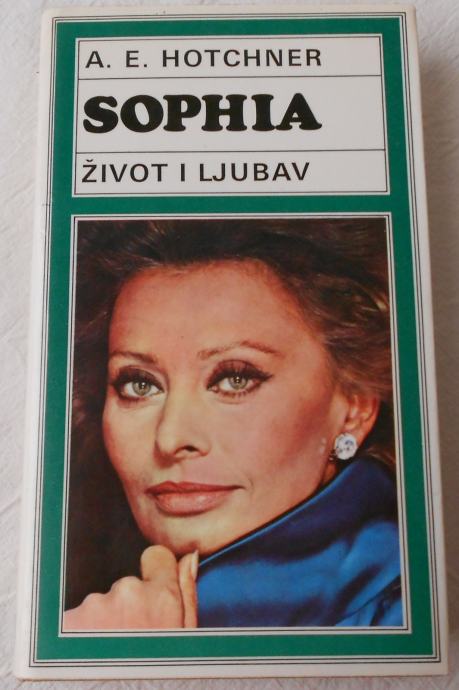 A. E. HOTCHNER
SOPHIA
ŽIVOT I LJUBAV